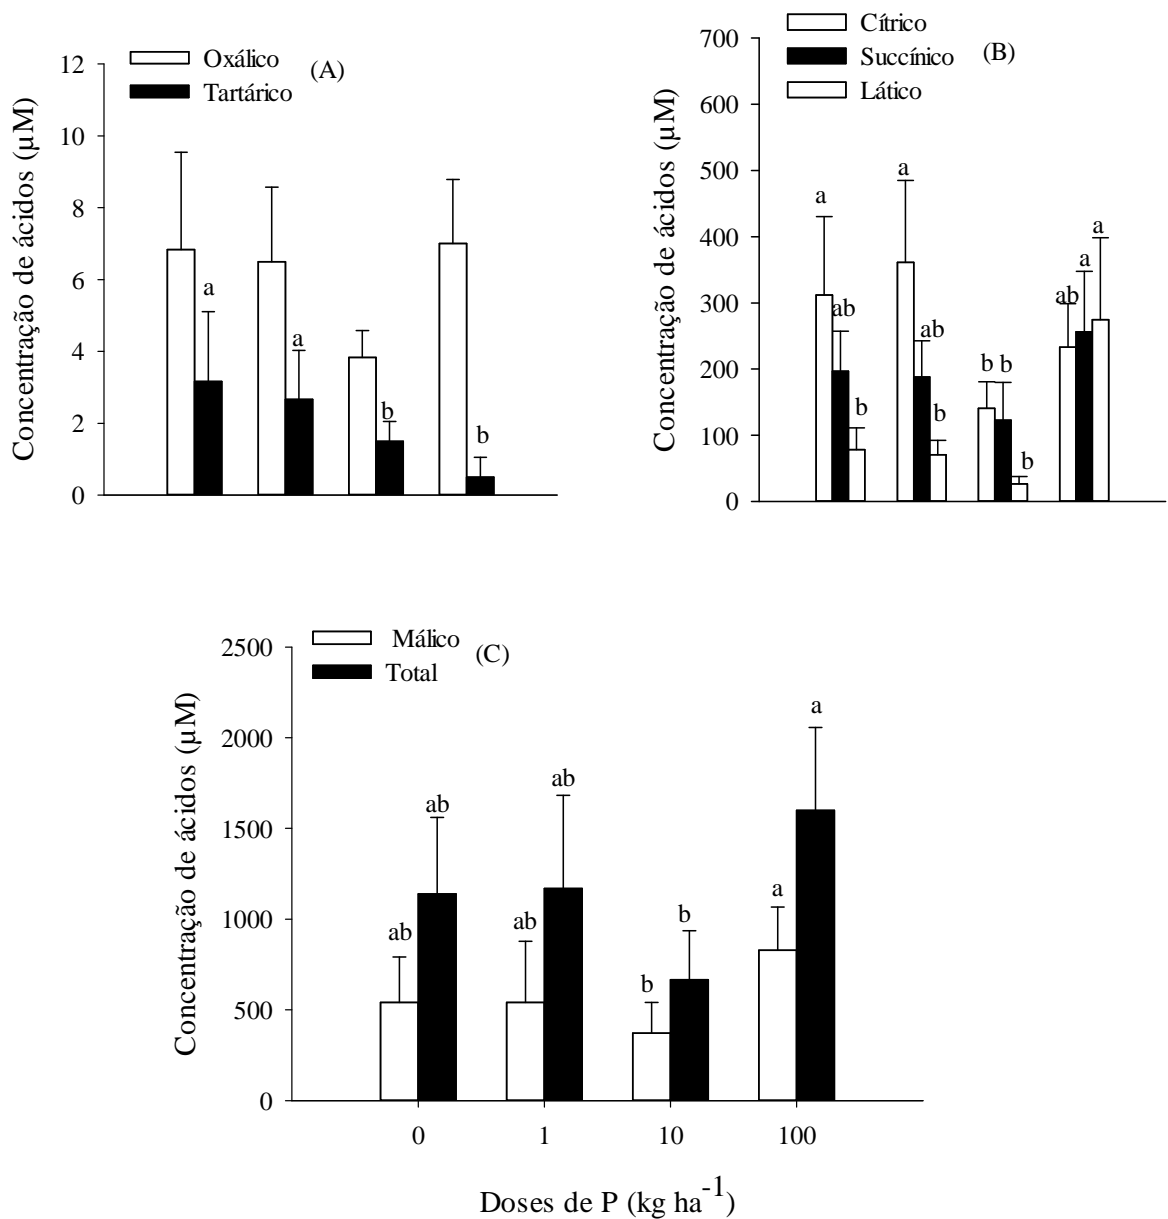 Oxálico
Tartárico
(A)
Concentração de ácidos (µM)
12
10
8
6
4
2
0
a
a
b
b
Cítrico
Succínico
Lático
(B)
Concentração de ácidos (µM)
700
600
500
400
300
200
100
0
a
ab
b
a
ab
b
b
b
b
ab
a
a
Málico
Total
(C)
Concentração de ácidos (µM)
2500
2000
1500
1000
500
0
ab
ab
ab
ab
b
b
a
a
0 1 10 100
Doses de P (kg ha-1)